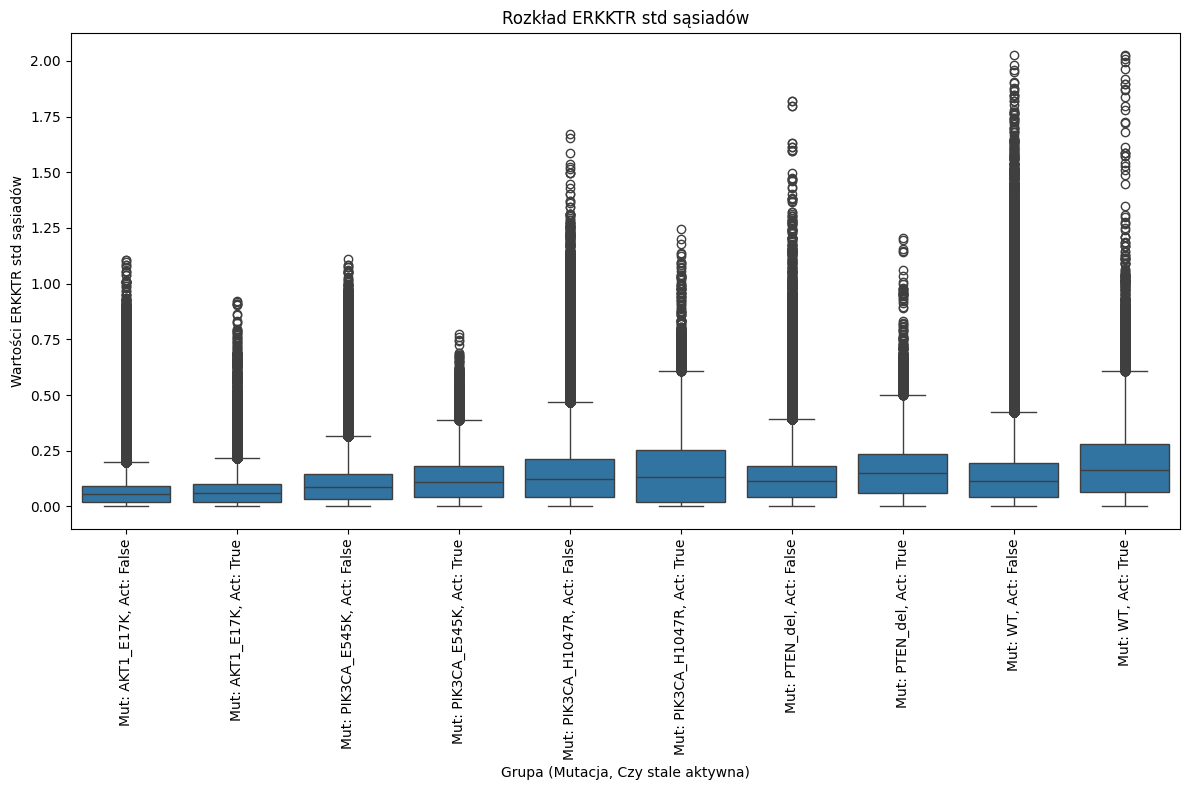 Rozkład ERKKTR std sąsiadów
Wartości ERKKTR std sąsiadów
2.00
1.75
1.50
1.25
1.00
0.75
0.50
0.25
0.00
Mut: AKT1_E17K, Act: False
Mut: AKT1_E17K, Act: True
Mut: PIK3CA_E545K, Act: False
Mut: PIK3CA_E545K, Act: True
Mut: PIK3CA_H1047R, Act: False
Mut: PIK3CA_H1047R, Act: True
Mut: PTEN_del, Act: False
Mut: PTEN_del, Act: True
Mut: WT, Act: False
Mut: WT, Act: True
Grupa (Mutacja, Czy stale aktywna)